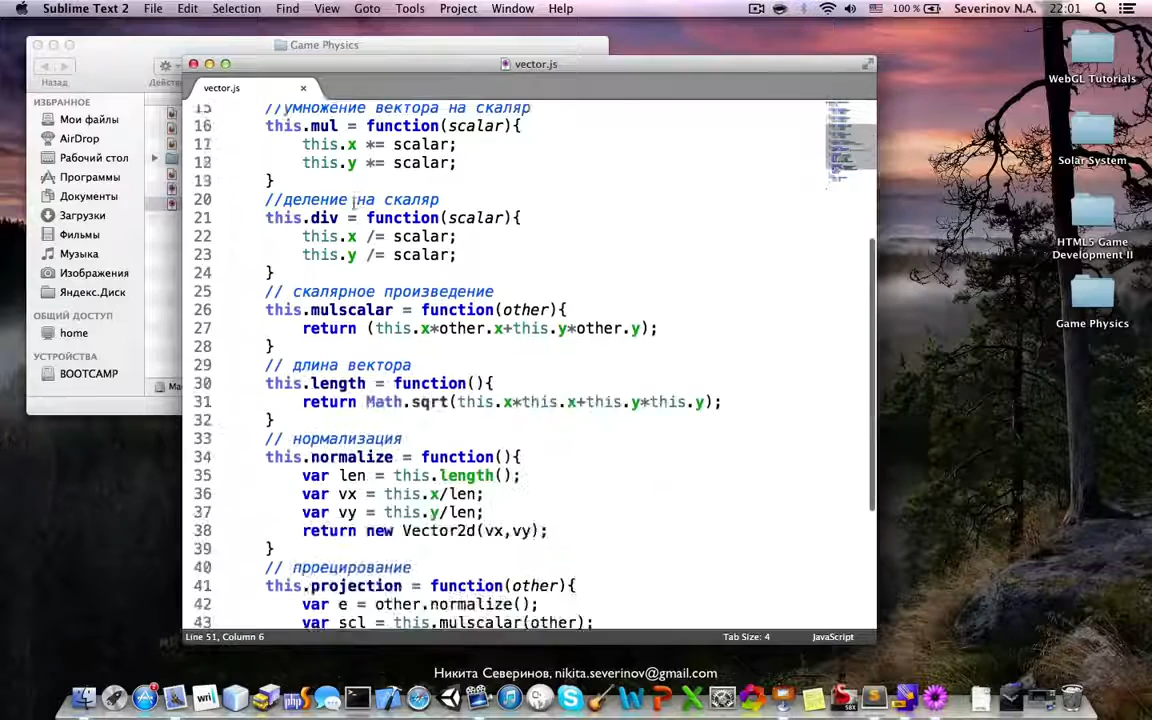 Sublime Text 2 File Edit Selection Find View Goto Tools Project Window Help 100 % Severinov N.A. 22:01
Game Physics
Назад
vector.js
vector.js
ИЗБРАННОЕ
Мои файлы
AirDrop
Рабочий стол
Программы
Документы
Загрузки
Фильмы
Музыка
Изображения
Яндекс.Диск
ОБЩИЙ ДОСТУП
home
УСТРОЙСТВА
BOOTCAMP
15 //умножение вектора на скаляр
16 this.mul = function(scalar){
17 this.x *= scalar;
18 this.y *= scalar;
19 }
20 //деление на скаляр
21 this.div = function(scalar){
22 this.x /= scalar;
23 this.y /= scalar;
24 }
25 // скалярное произведение
26 this.mulscalar = function(other){
27 return (this.x*other.x+this.y*other.y);
28 }
29 // длина вектора
30 this.length = function(){
31 return Math.sqrt(this.x*this.x+this.y*this.y);
32 }
33 // нормализация
34 this.normalize = function(){
35 var len = this.length();
36 var vx = this.x/len;
37 var vy = this.y/len;
38 return new Vector2d(vx,vy);
39 }
40 // проецирование
41 this.projection = function(other){
42 var e = other.normalize();
43 var scl = this.mulscalar(other);
Line 51, Column 6 Tab Size: 4 JavaScript
WebGL Tutorials
Solar System
HTML5 Game
Development II
Game Physics
Никита Северинов, nikita.severinov@gmail.com